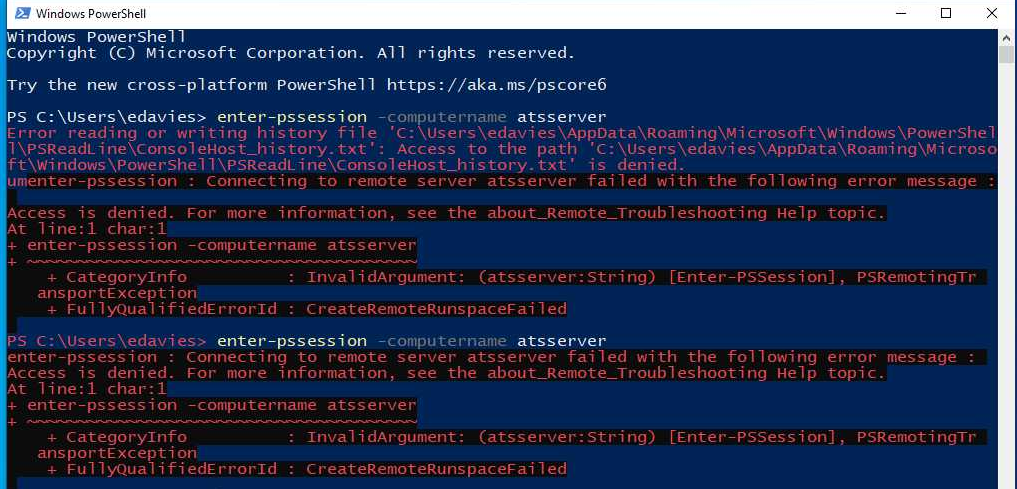 Windows PowerShell
Windows PowerShell
Copyright (C) Microsoft Corporation. All rights reserved.
Try the new cross-platform PowerShell https://aka.ms/pscore6
PS C:\Users\edavies> enter-pssession -computername atsserver
Error reading or writing history file 'C:\Users\edavies\AppData\Roaming\Microsoft\Windows\PowerShel
l\PSReadLine\ConsoleHost_history.txt': Access to the path 'C:\Users\edavies\AppData\Roaming\Microso
ft\Windows\PowerShell\PSReadLine\ConsoleHost_history.txt' is denied.
umenter-pssession : Connecting to remote server atsserver failed with the following error message :
Access is denied. For more information, see the about_Remote_Troubleshooting Help topic.
At line:1 char:1
+ enter-pssession -computername atsserver
+ ~~~~~~~~~~~~~~~~~~~~~~~~~~~~~~~~~~~~~~~
+ CategoryInfo          : InvalidArgument: (atsserver:String) [Enter-PSSession], PSRemotingTr
ansportException
+ FullyQualifiedErrorId : CreateRemoteRunspaceFailed
PS C:\Users\edavies> enter-pssession -computername atsserver
enter-pssession : Connecting to remote server atsserver failed with the following error message :
Access is denied. For more information, see the about_Remote_Troubleshooting Help topic.
At line:1 char:1
+ enter-pssession -computername atsserver
+ ~~~~~~~~~~~~~~~~~~~~~~~~~~~~~~~~~~~~~~~
+ CategoryInfo          : InvalidArgument: (atsserver:String) [Enter-PSSession], PSRemotingTr
ansportException
+ FullyQualifiedErrorId : CreateRemoteRunspaceFailed